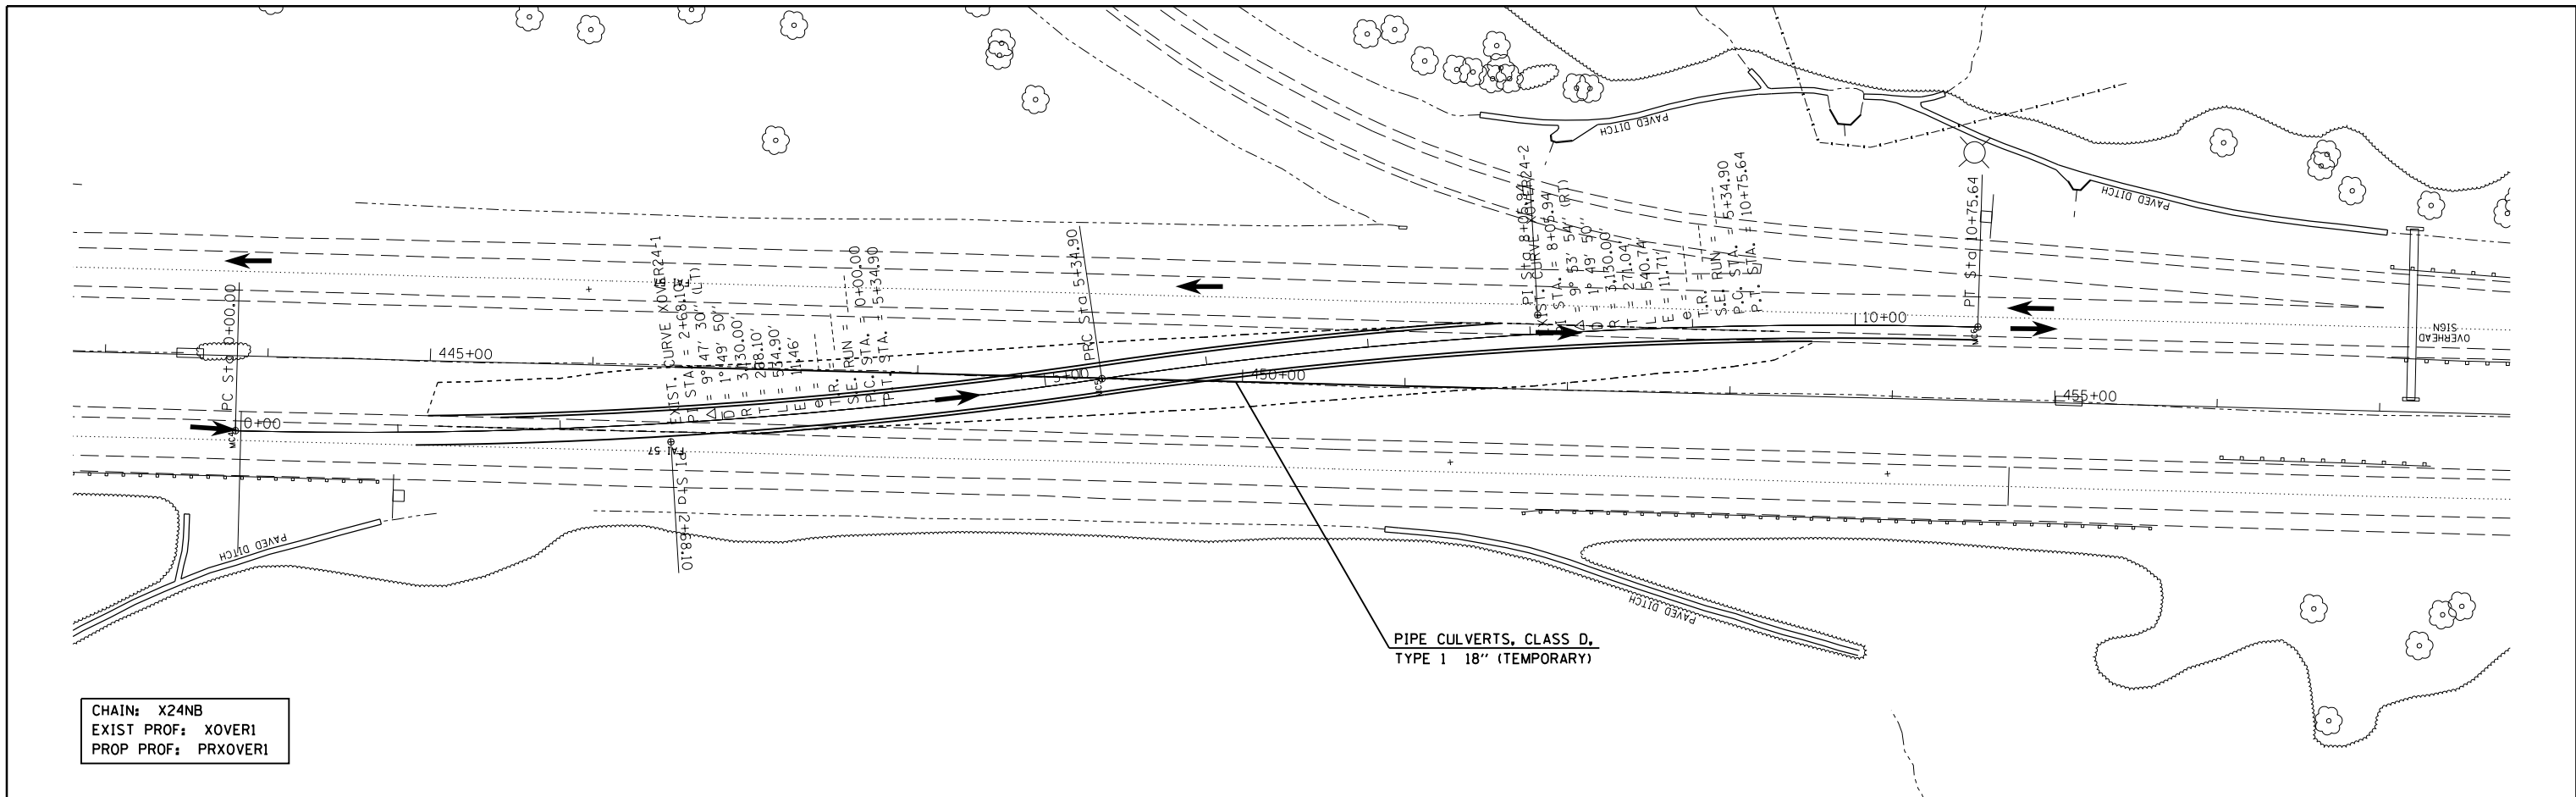 PAVED DITCH
PAVED DITCH
EXIST. CURVE XOVER24-1
PI STA. = 2+68.10
Δ = 9° 47' 30" (LT)
D = 1° 49' 50"
R = 3,130.00'
T = 268.10'
L = 534.90'
E = 11.46'
e = ----
T.R. = ----
S.E. RUN = ----
P.C. STA. = 0+00.00
P.T. STA. = 5+34.90
EXIST. CURVE XOVER24-2
PI STA. = 8+05.94
Δ = 9° 53' 54" (RT)
D = 1° 49' 50"
R = 3,130.00'
T = 271.04'
L = 540.74'
E = 11.71'
e = ----
T.R. = ----
S.E. RUN = ----
P.C. STA. = 5+34.90
P.T. STA. = 10+75.64
PC Sta 0+00.00
PRC Sta 5+34.90
PI Sta 8+05.94
PT Sta 10+75.64
FAI 57
445+00
5+00
450+00
10+00
455+00
OVERHEAD
SIGN
0+00
FAI 57
PI Sta 2+68.10
PAVED DITCH
PAVED DITCH
PIPE CULVERTS, CLASS D,
TYPE 1 18" (TEMPORARY)
CHAIN: X24NB
EXIST PROF: XOVER1
PROP PROF: PRXOVER1